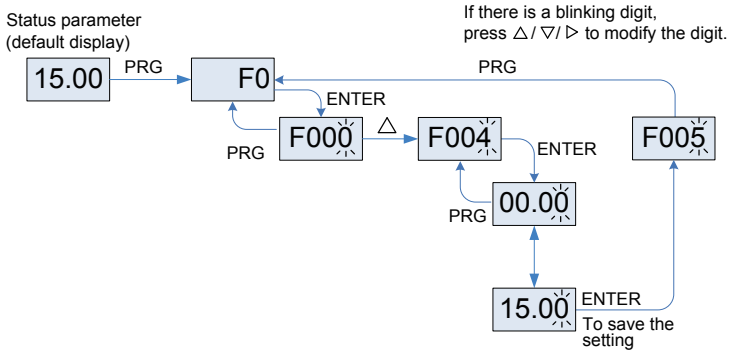 Status parameter
(default display)
If there is a blinking digit,
press △/ ▽/ ▷ to modify the digit.
15.00
PRG
F0
PRG
ENTER
PRG
F000
△
F004
ENTER
F005
PRG
00.00
15.00
ENTER
To save the
setting